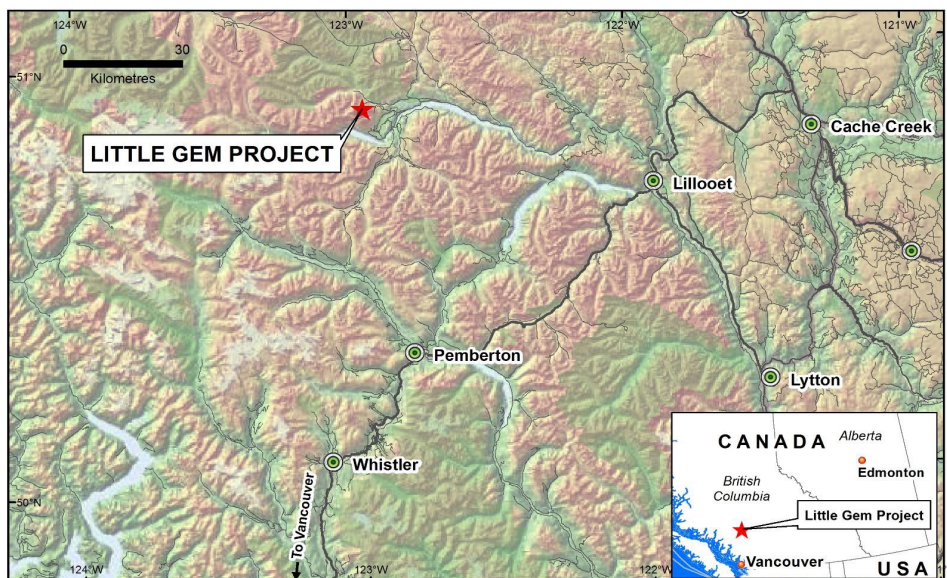 124°W
123°W
122°W
121°W
0 30
Kilometres
51°N
LITTLE GEM PROJECT
Cache Creek
Lillooet
Pemberton
Lytton
Whistler
To Vancouver
50°N
CANADA
Alberta
Edmonton
British
Columbia
Little Gem Project
Vancouver
USA
124°W
123°W
122°W